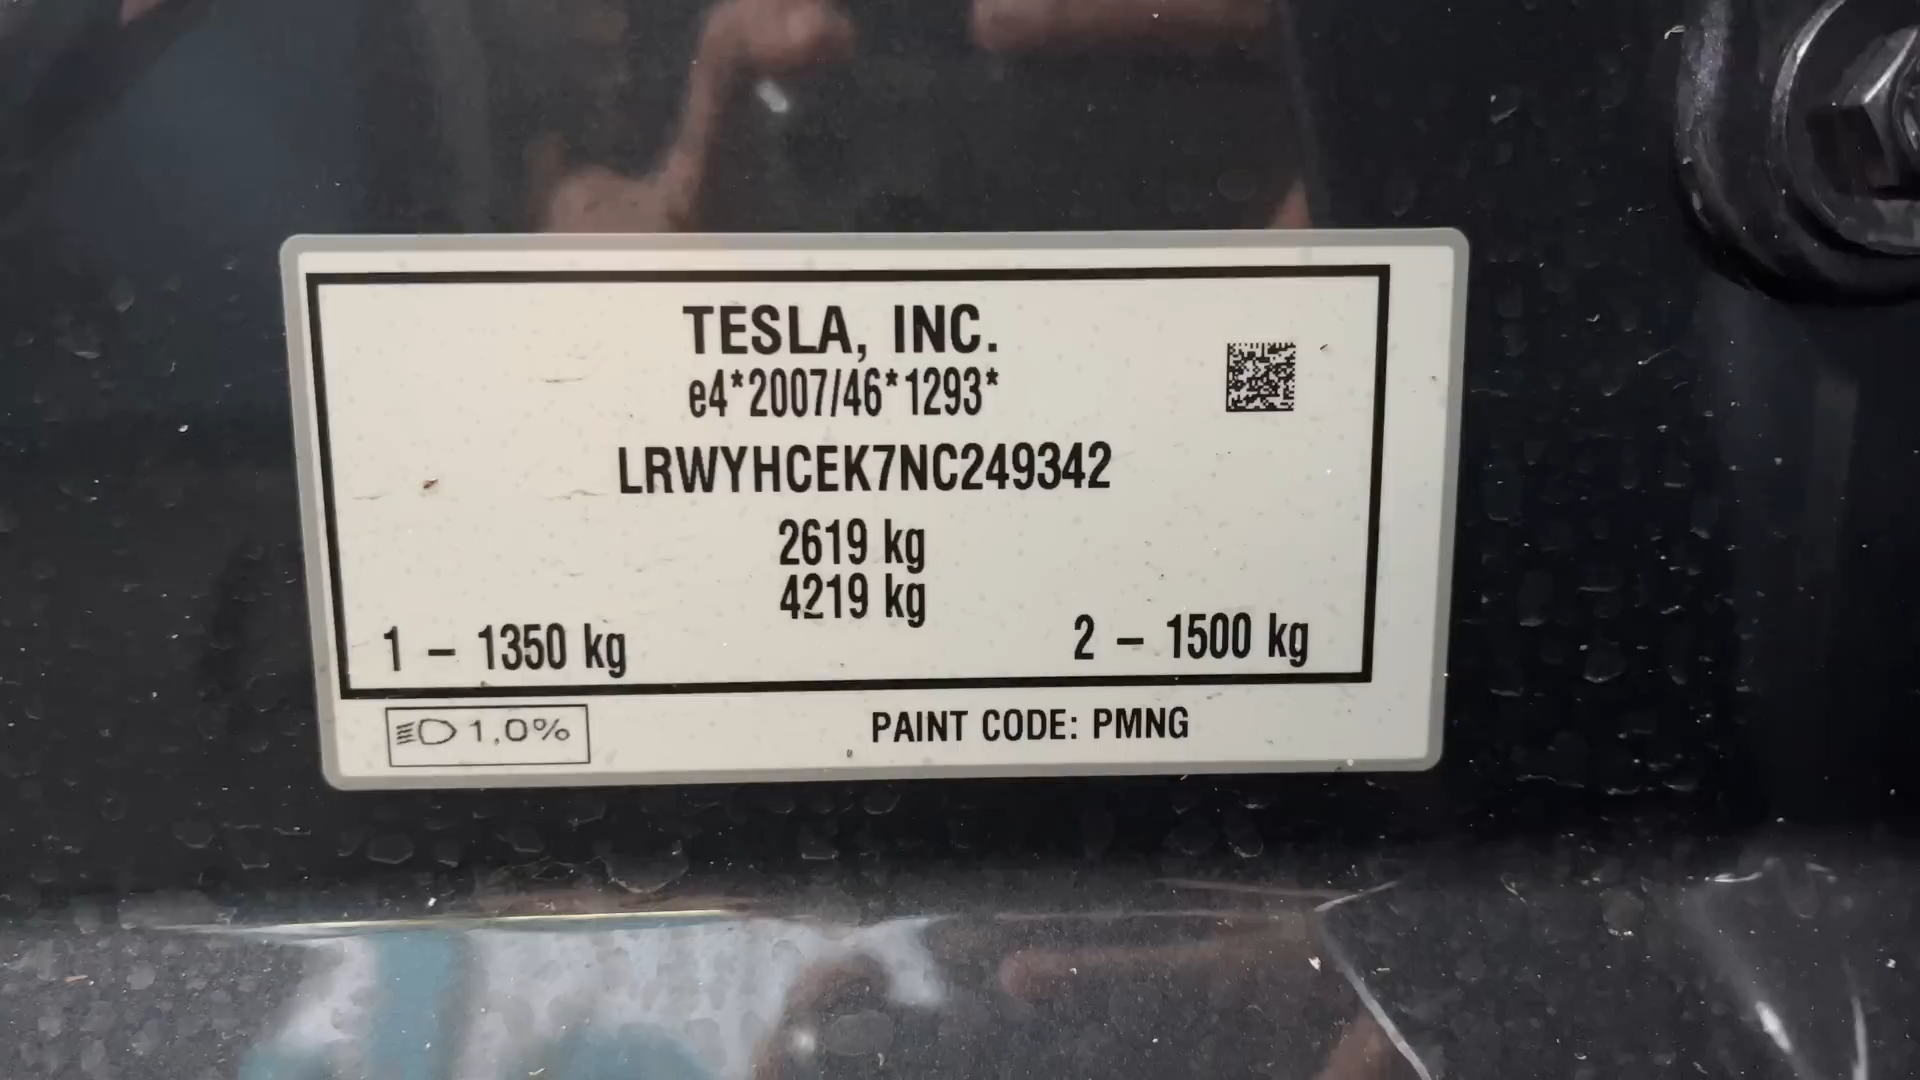 TESLA, INC.
e4*2007/46*1293*
LRWYHCEK7NC249342
2619 kg
4219 kg
1 – 1350 kg
2 – 1500 kg
1,0%
PAINT CODE: PMNG